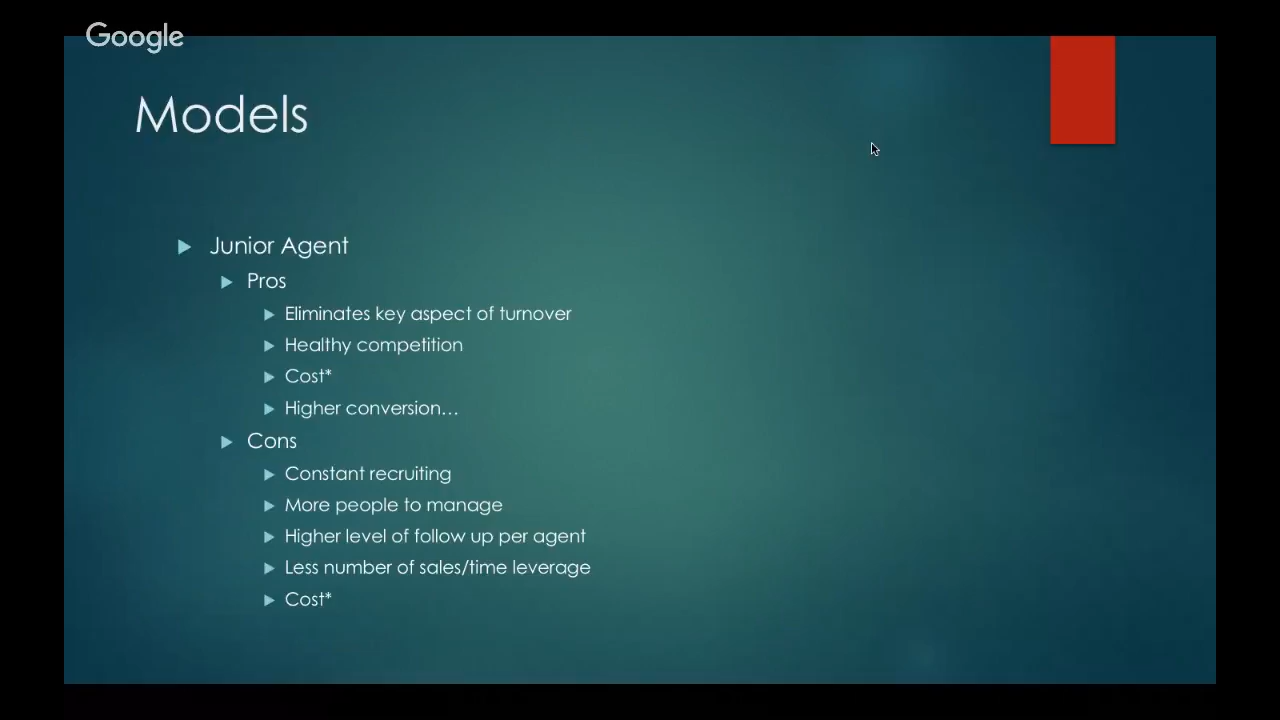 Google
Models
Junior Agent
Pros
Eliminates key aspect of turnover
Healthy competition
Cost*
Higher conversion…
Cons
Constant recruiting
More people to manage
Higher level of follow up per agent
Less number of sales/time leverage
Cost*